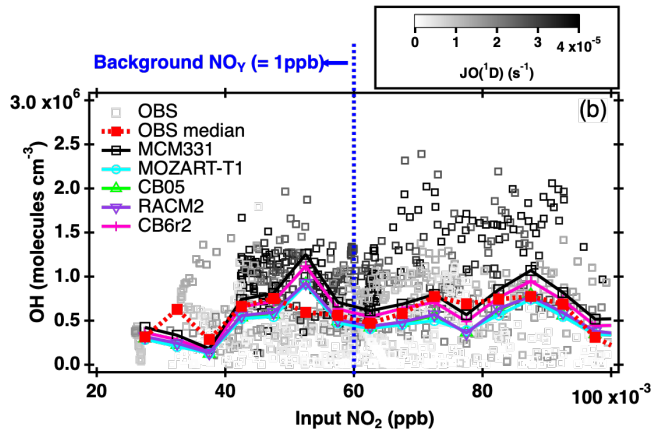 0 1 2 3 4 x10⁻⁵
JO(¹D) (s⁻¹)
Background NOY (= 1ppb)
(b)
3.0 x10⁶
2.5
2.0
1.5
1.0
0.5
0.0
OH (molecules cm⁻³)
OBS
OBS median
MCM331
MOZART-T1
CB05
RACM2
CB6r2
20 40 60 80 100 x10⁻³
Input NO₂ (ppb)